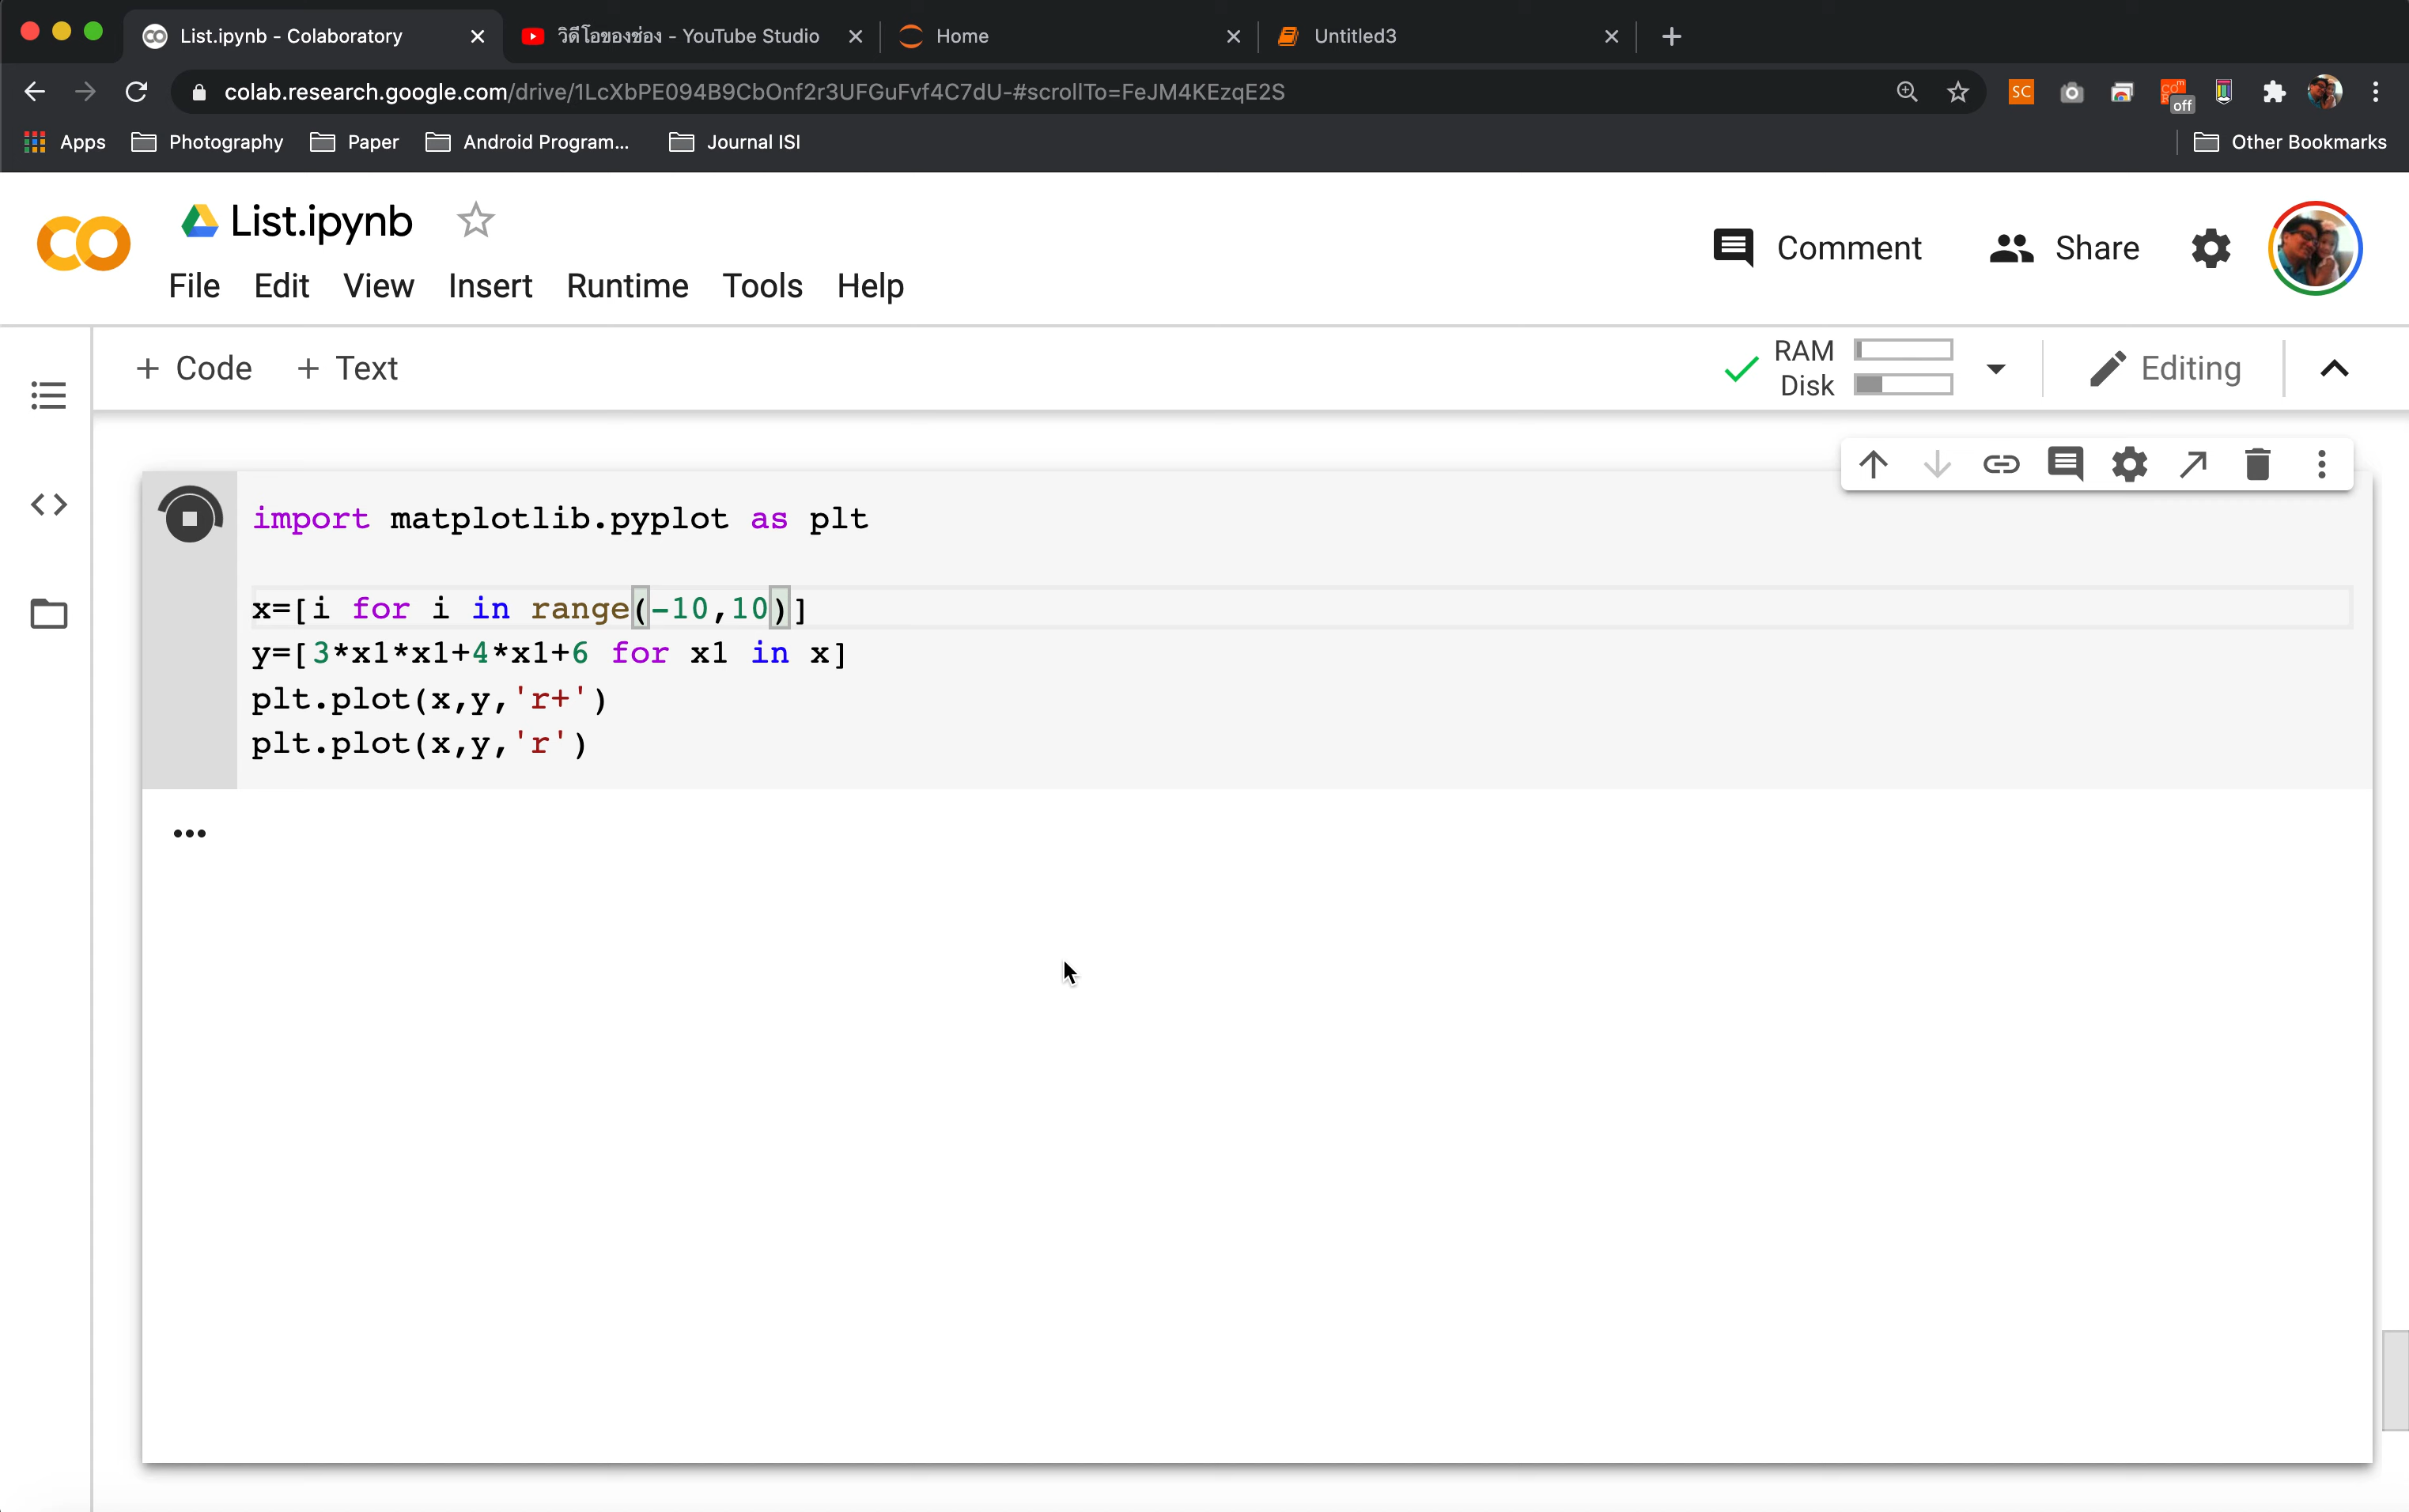 List.ipynb - Colaboratory
วิดีโอของช่อง - YouTube Studio
Home
Untitled3
colab.research.google.com/drive/1LcXbPE094B9CbOnf2r3UFGuFvf4C7dU-#scrollTo=FeJM4KEzqE2S
SC
off
Apps
Photography
Paper
Android Program...
Journal ISI
Other Bookmarks
List.ipynb
Comment
Share
File Edit View Insert Runtime Tools Help
+ Code + Text
RAM
Disk
Editing
import matplotlib.pyplot as plt
x=[i for i in range(-10,10)]
y=[3*x1*x1+4*x1+6 for x1 in x]
plt.plot(x,y,'r+')
plt.plot(x,y,'r')